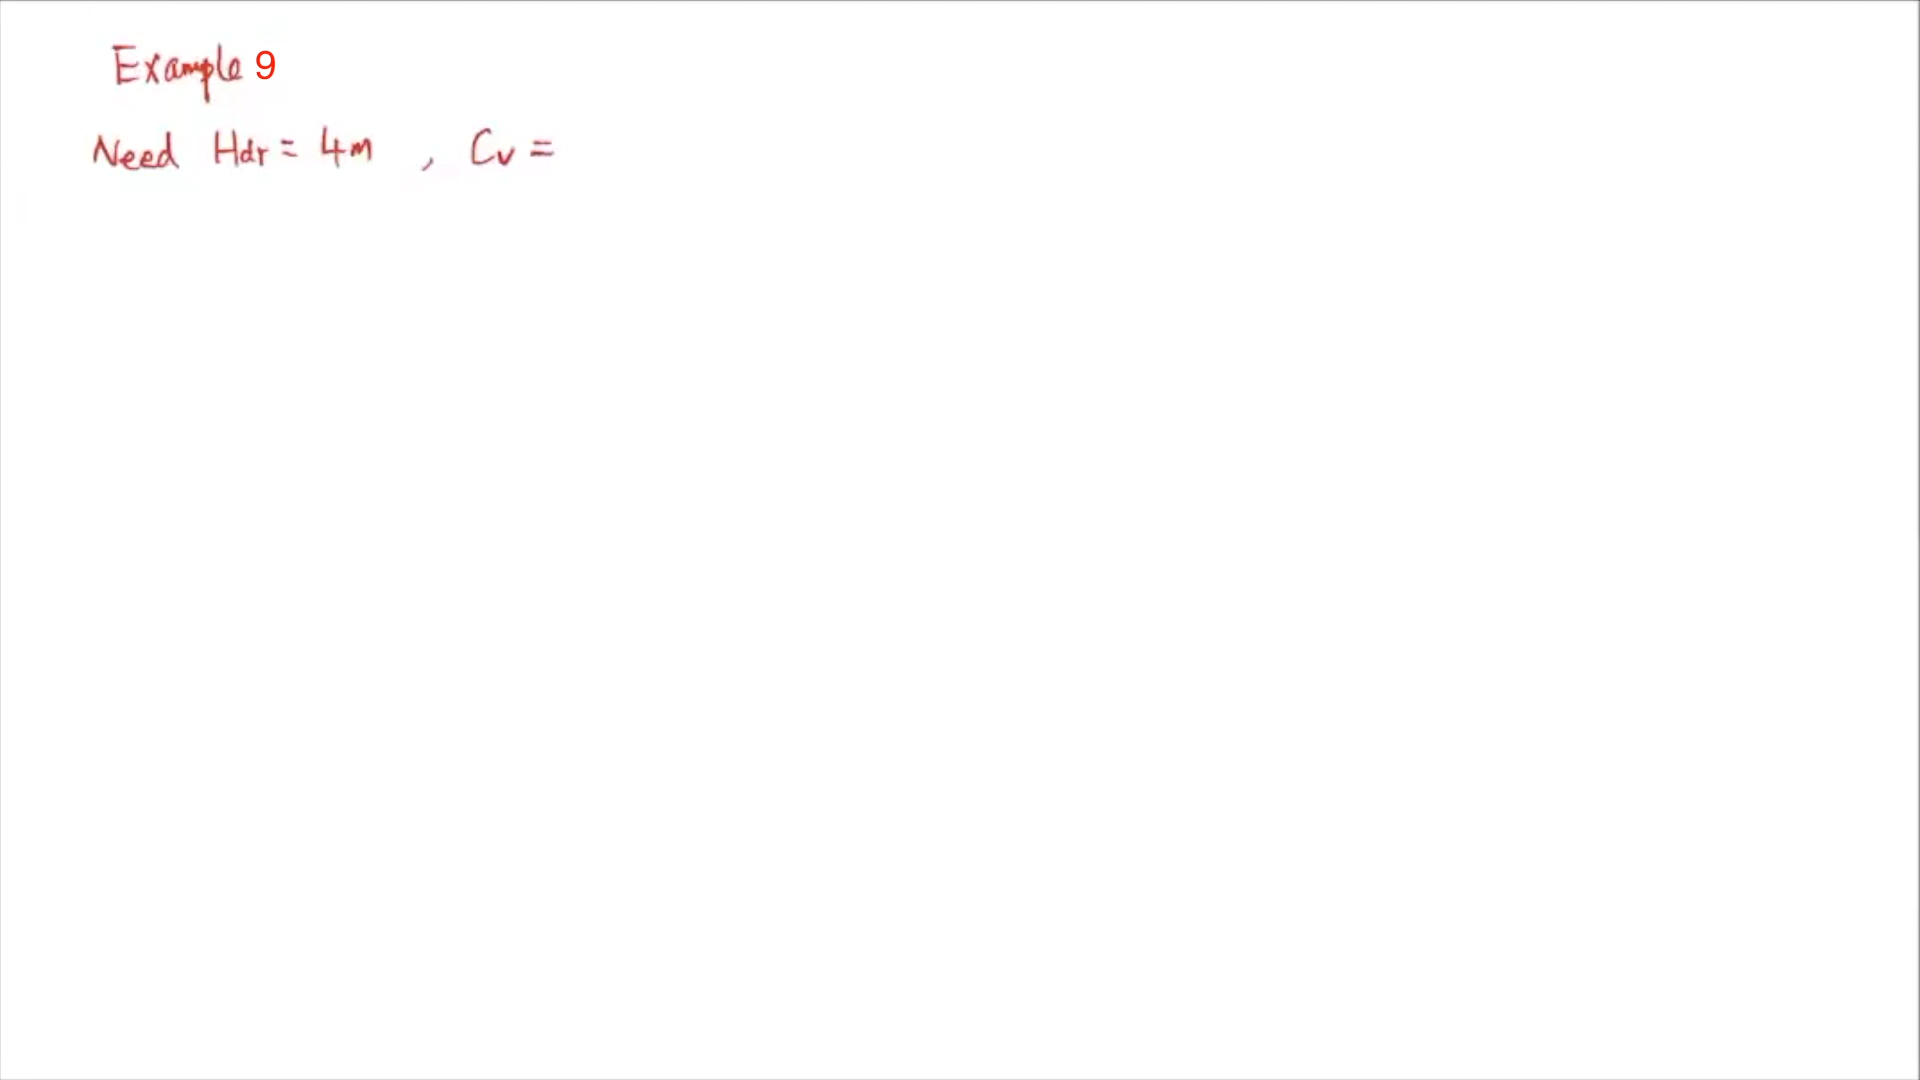 Example 9
Need Hdr = 4m , Cv =